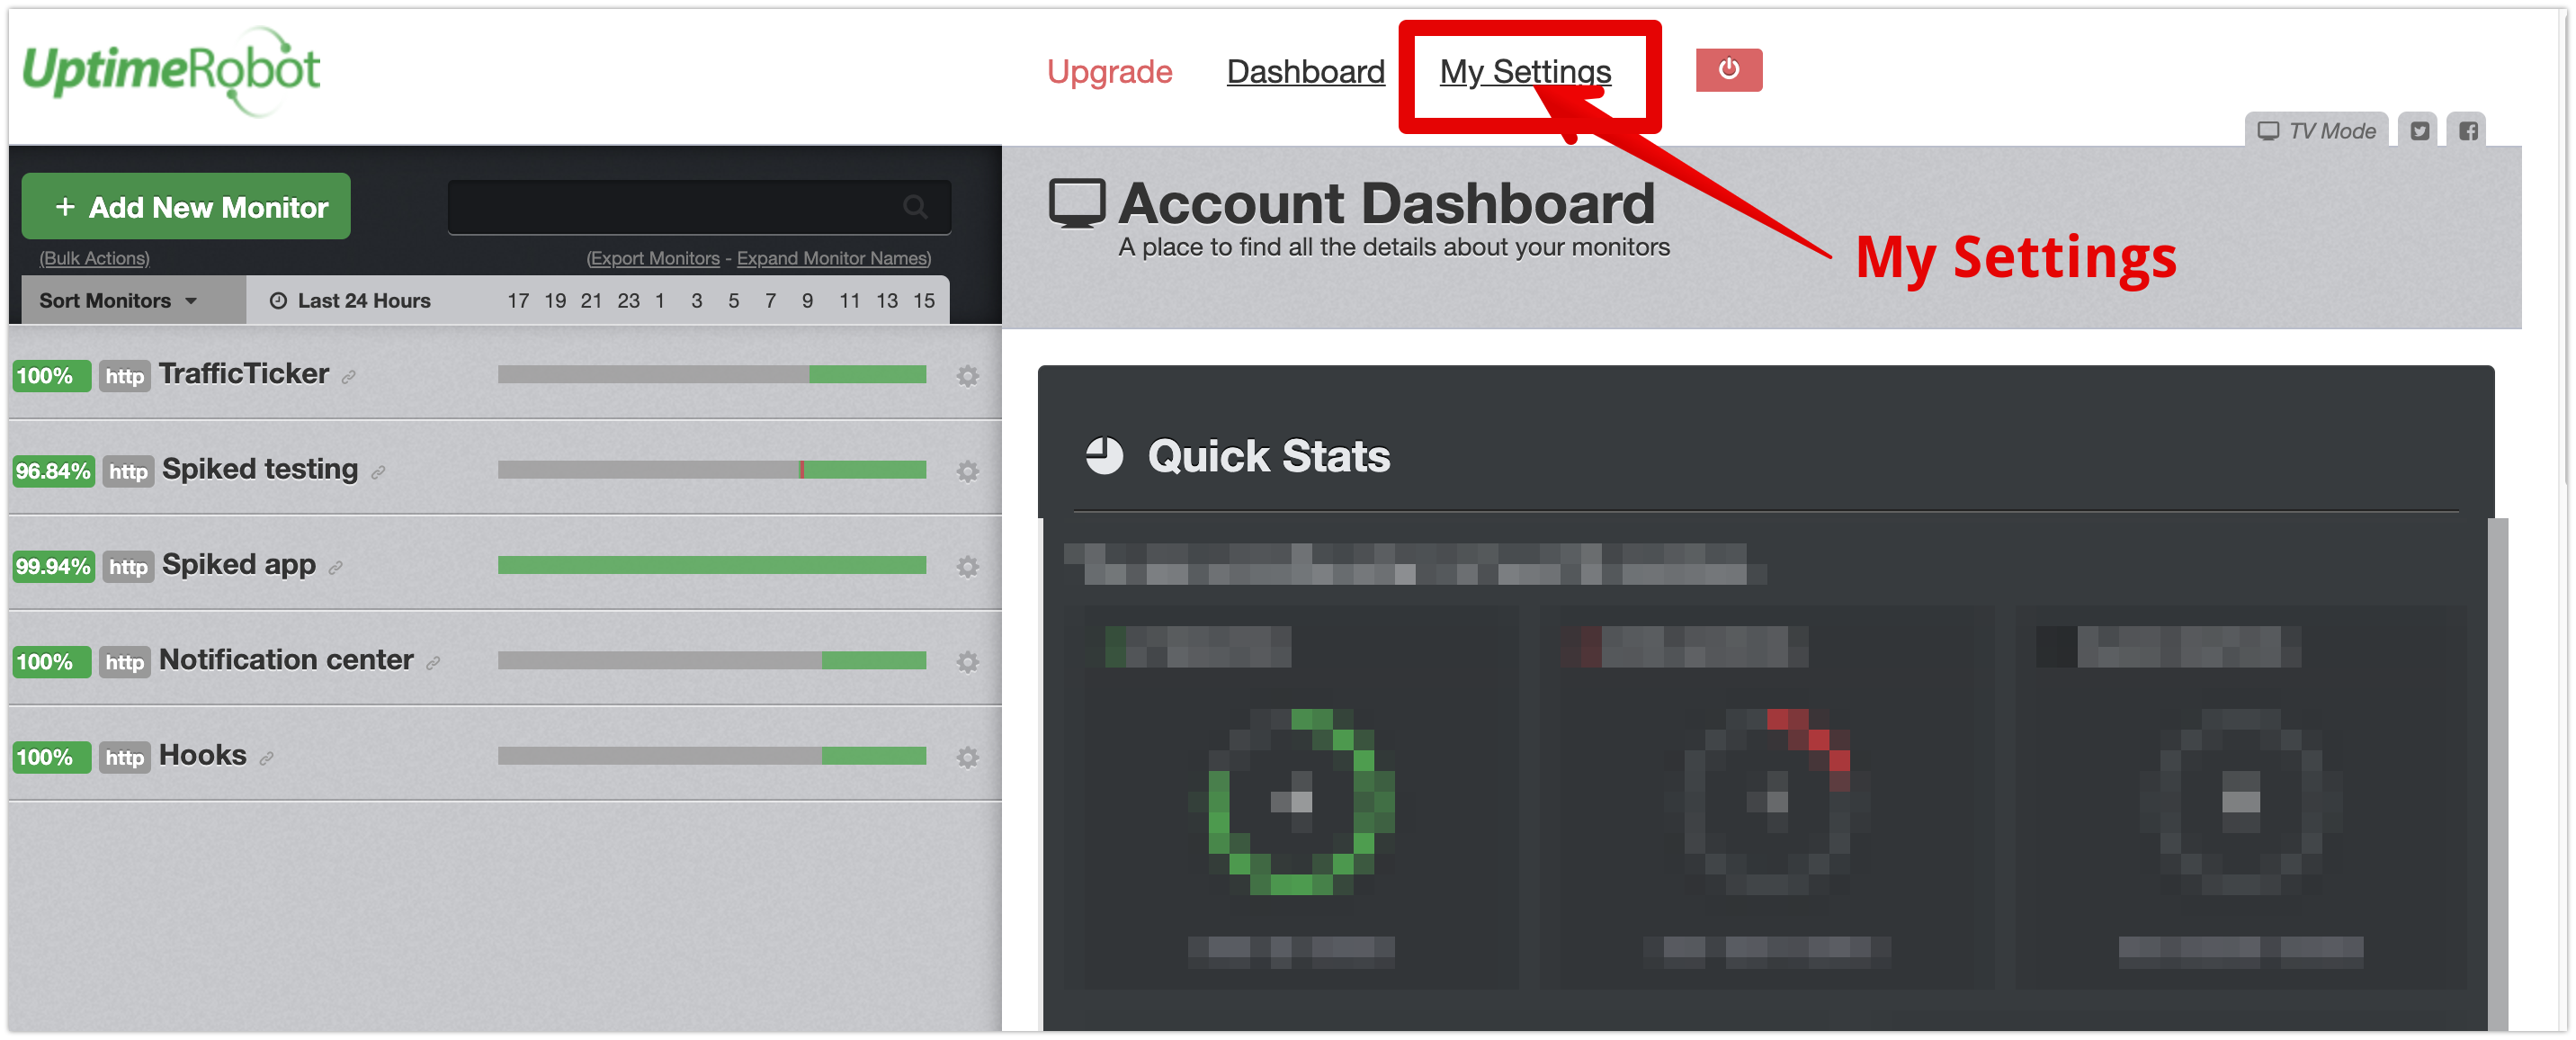 UptimeRobot
Upgrade Dashboard My Settings
TV Mode
+ Add New Monitor
(Bulk Actions) (Export Monitors - Expand Monitor Names)
Sort Monitors Last 24 Hours 17 19 21 23 1 3 5 7 9 11 13 15
100% http TrafficTicker
96.84% http Spiked testing
99.94% http Spiked app
100% http Notification center
100% http Hooks
Account Dashboard
A place to find all the details about your monitors
My Settings
Quick Stats